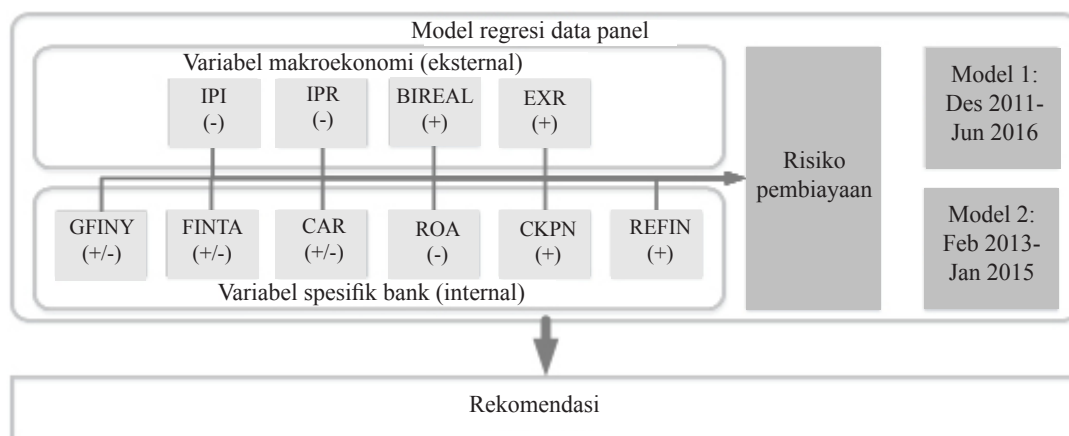 Model regresi data panel
Variabel makroekonomi (eksternal)
IPI
(-)
IPR
(-)
BIREAL
(+)
EXR
(+)
GFINY
(+/-)
FINTA
(+/-)
CAR
(+/-)
ROA
(-)
CKPN
(+)
REFIN
(+)
Variabel spesifik bank (internal)
Risiko
pembiayaan
Model 1:
Des 2011-
Jun 2016
Model 2:
Feb 2013-
Jan 2015
Rekomendasi